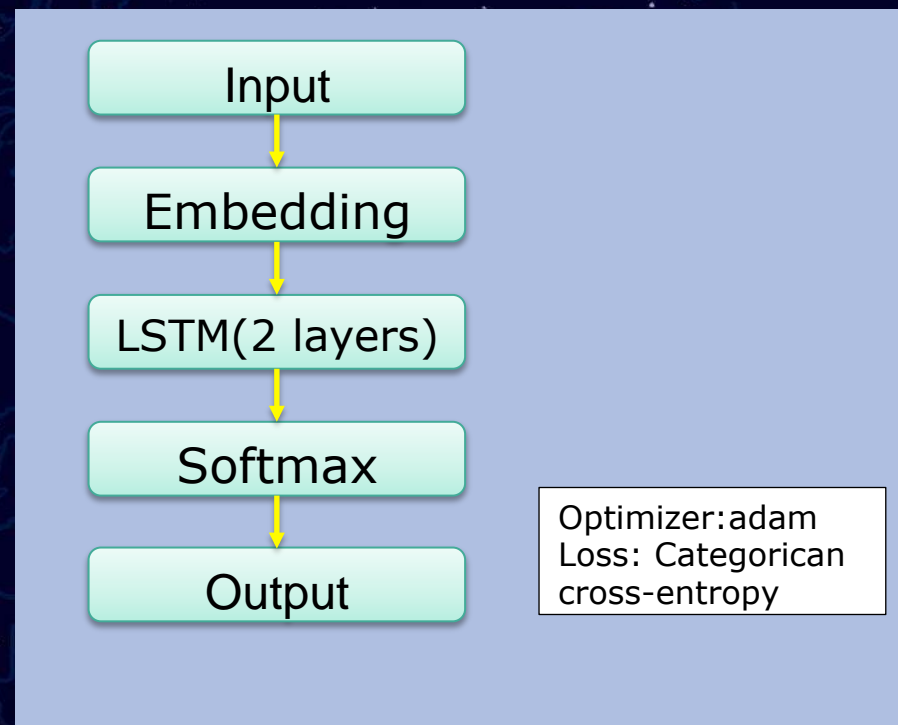 Input
Embedding
LSTM(2 layers)
Softmax
Output
Optimizer:adam
Loss: Categorican
cross-entropy